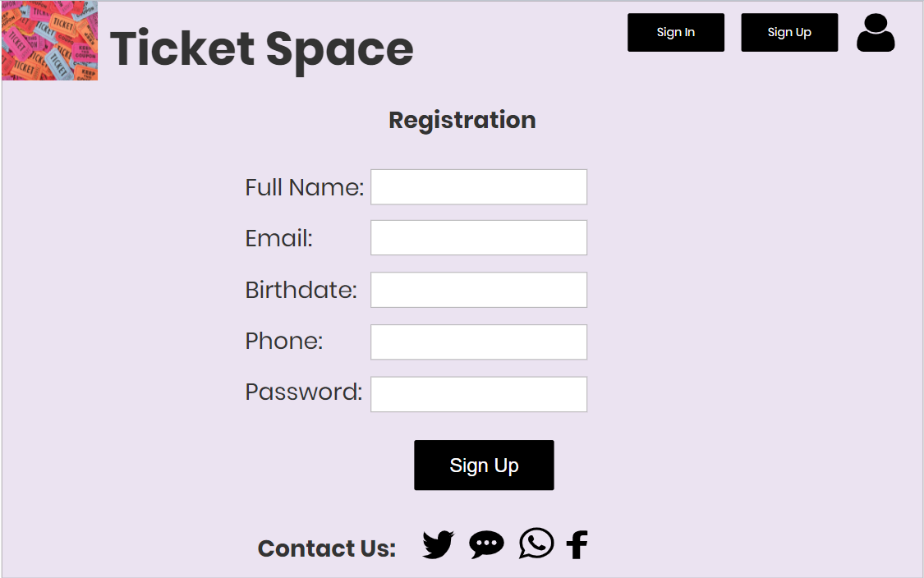 Ticket Space
Sign In
Sign Up
Registration
Full Name:
Email:
Birthdate:
Phone:
Password:
Sign Up
Contact Us: